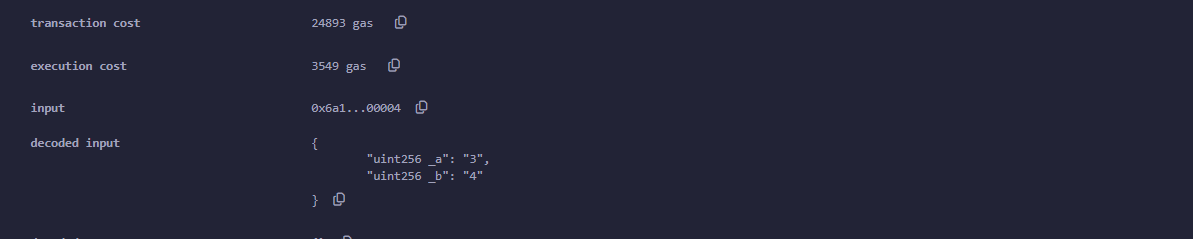 transaction cost 24893 gas
execution cost 3549 gas
input 0x6a1...00004
decoded input {
"uint256 _a": "3",
"uint256 _b": "4"
}